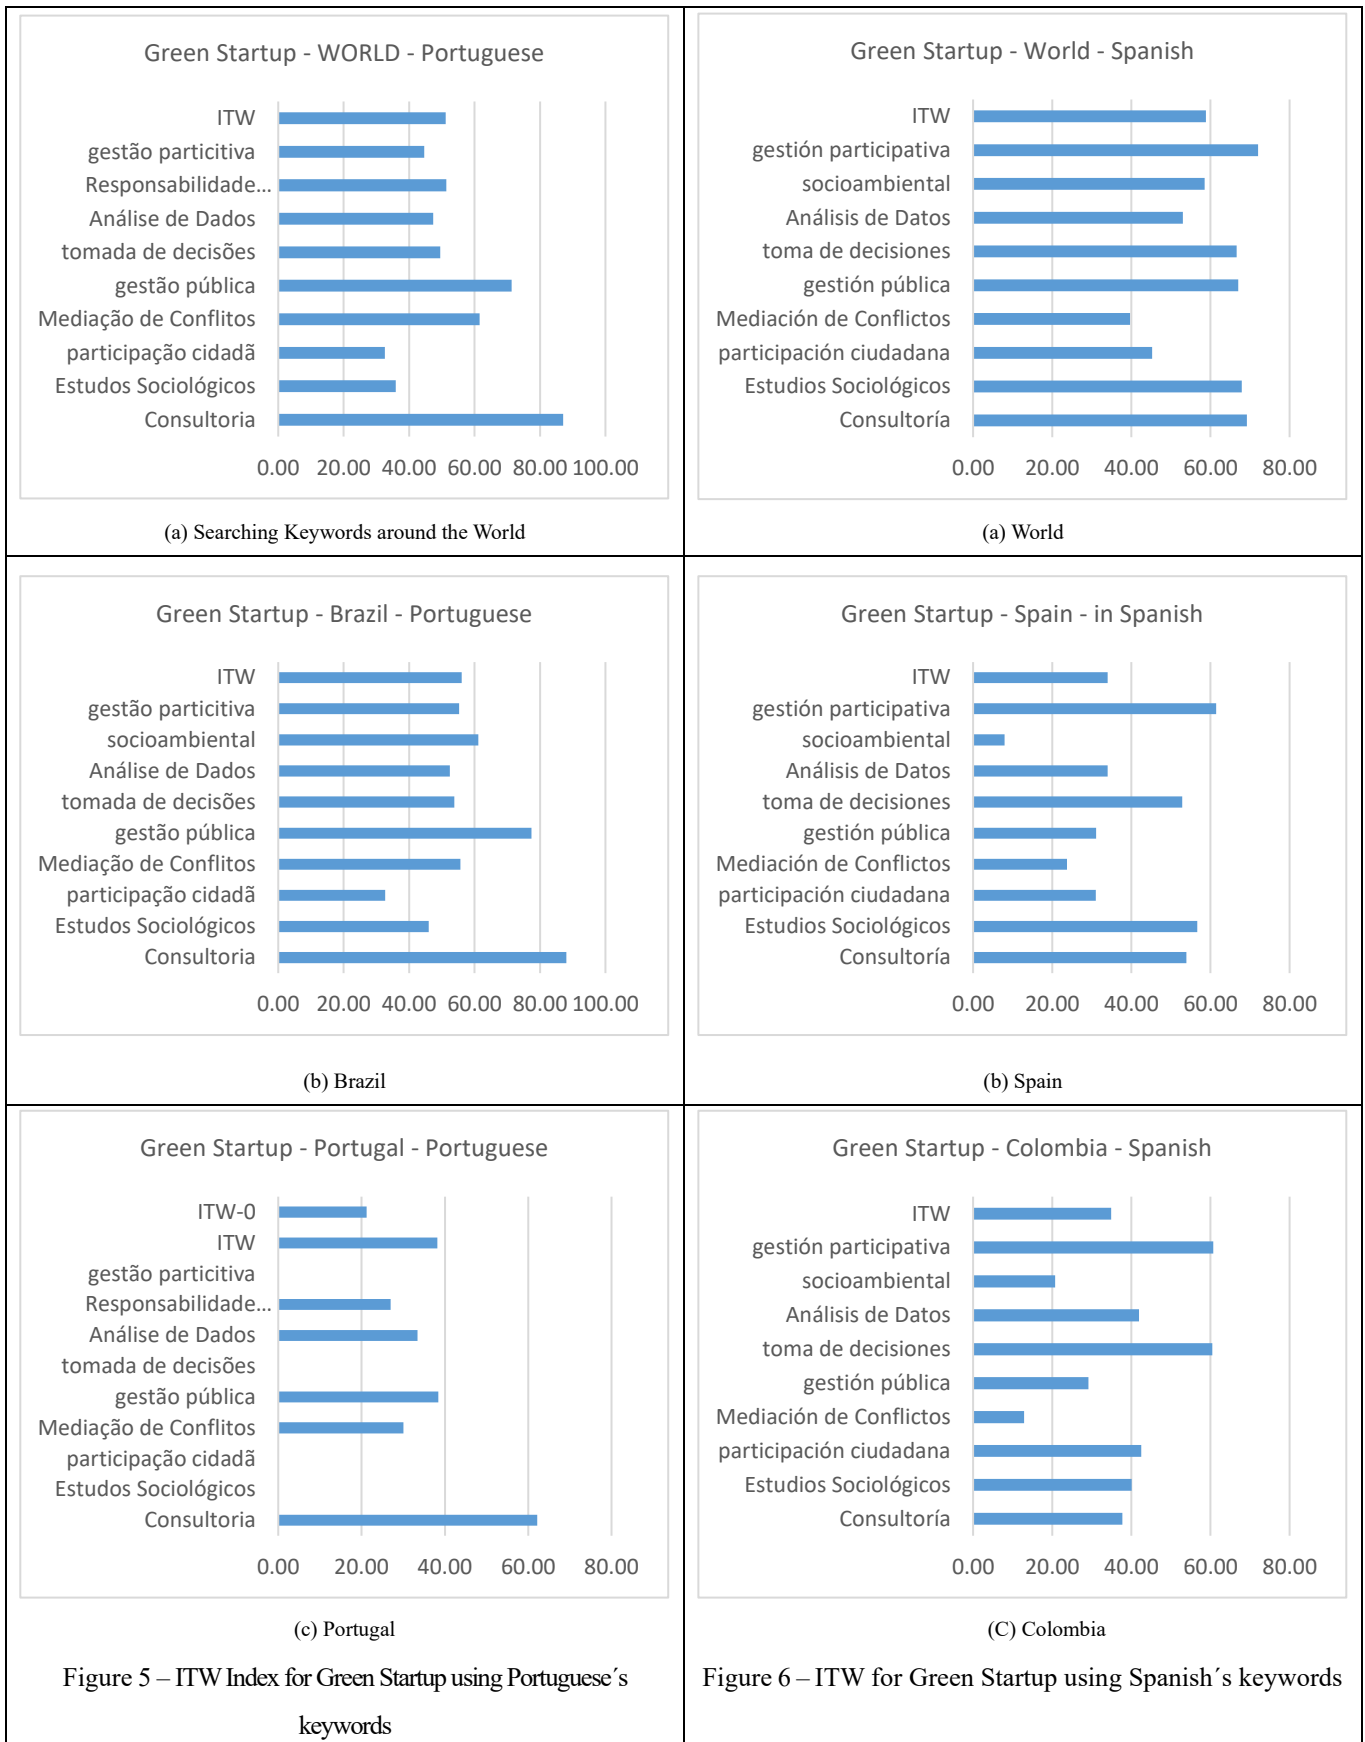 Green Startup - WORLD - Portuguese
ITW
gestão particitiva
Responsabilidade...
Análise de Dados
tomada de decisões
gestão pública
Mediação de Conflitos
participação cidadã
Estudos Sociológicos
Consultoria
0.00 20.00 40.00 60.00 80.00 100.00
(a) Searching Keywords around the World
Green Startup - World - Spanish
ITW
gestión participativa
socioambiental
Análisis de Datos
toma de decisiones
gestión pública
Mediación de Conflictos
participación ciudadana
Estudios Sociológicos
Consultoría
0.00 20.00 40.00 60.00 80.00
(a) World
Green Startup - Brazil - Portuguese
ITW
gestão particitiva
socioambiental
Análise de Dados
tomada de decisões
gestão pública
Mediação de Conflitos
participação cidadã
Estudos Sociológicos
Consultoria
0.00 20.00 40.00 60.00 80.00 100.00
(b) Brazil
Green Startup - Spain - in Spanish
ITW
gestión participativa
socioambiental
Análisis de Datos
toma de decisiones
gestión pública
Mediación de Conflictos
participación ciudadana
Estudios Sociológicos
Consultoría
0.00 20.00 40.00 60.00 80.00
(b) Spain
Green Startup - Portugal - Portuguese
ITW-0
ITW
gestão particitiva
Responsabilidade...
Análise de Dados
tomada de decisões
gestão pública
Mediação de Conflitos
participação cidadã
Estudos Sociológicos
Consultoria
0.00 20.00 40.00 60.00 80.00
(c) Portugal
Figure 5 – ITW Index for Green Startup using Portuguese´s
keywords
Green Startup - Colombia - Spanish
ITW
gestión participativa
socioambiental
Análisis de Datos
toma de decisiones
gestión pública
Mediación de Conflictos
participación ciudadana
Estudios Sociológicos
Consultoría
0.00 20.00 40.00 60.00 80.00
(C) Colombia
Figure 6 – ITW for Green Startup using Spanish´s keywords